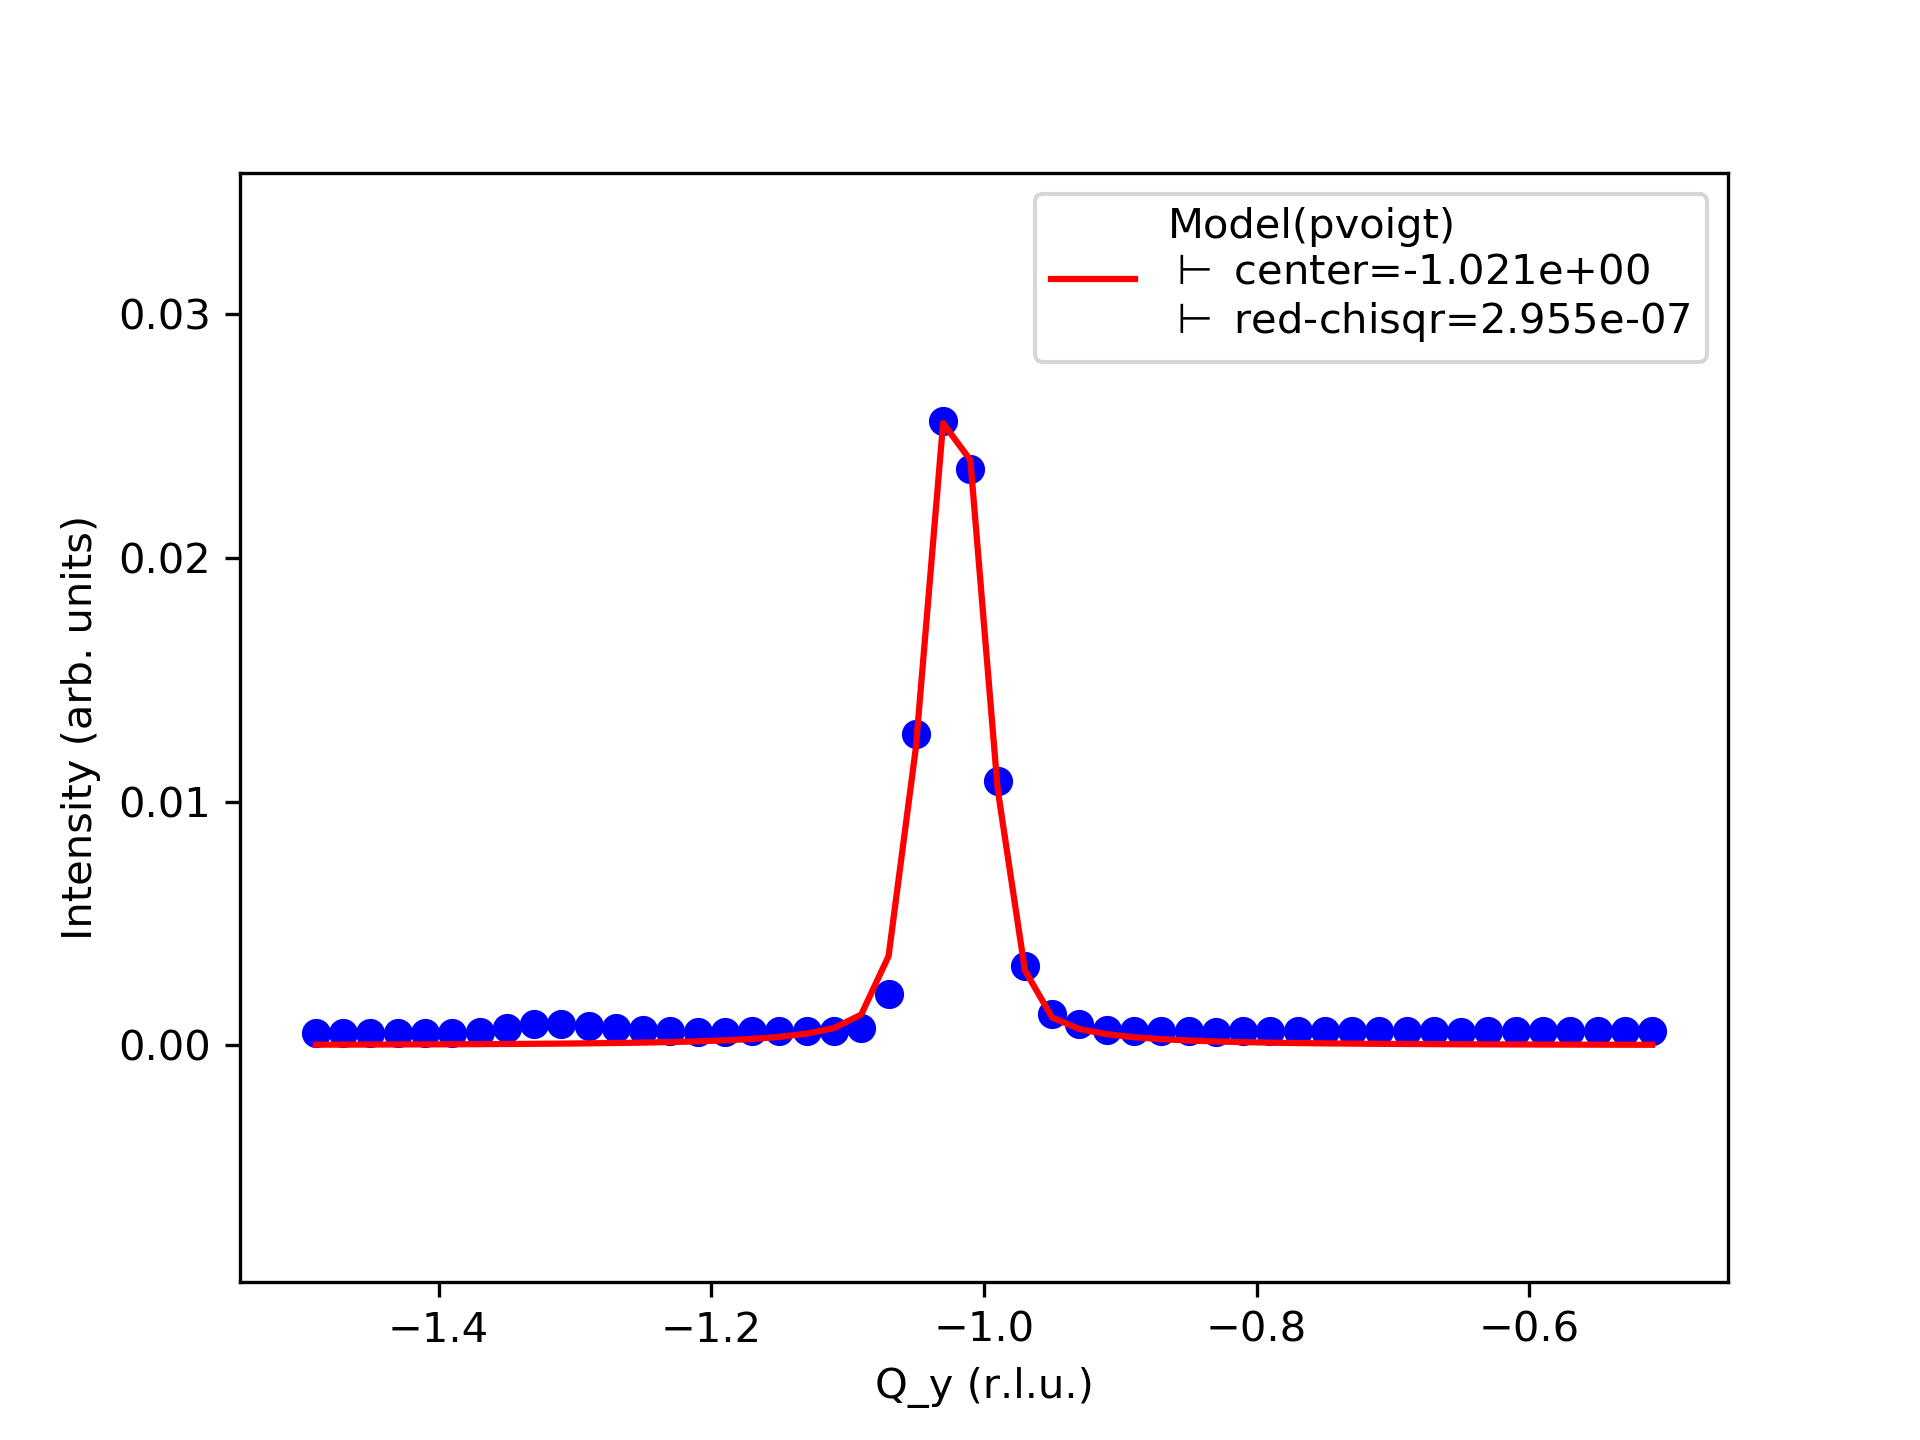 Model(pvoigt)
⊢ center=-1.021e+00
⊢ red-chisqr=2.955e-07
0.03
0.02
0.01
0.00
Intensity (arb. units)
−1.4 −1.2 −1.0 −0.8 −0.6
Q_y (r.l.u.)